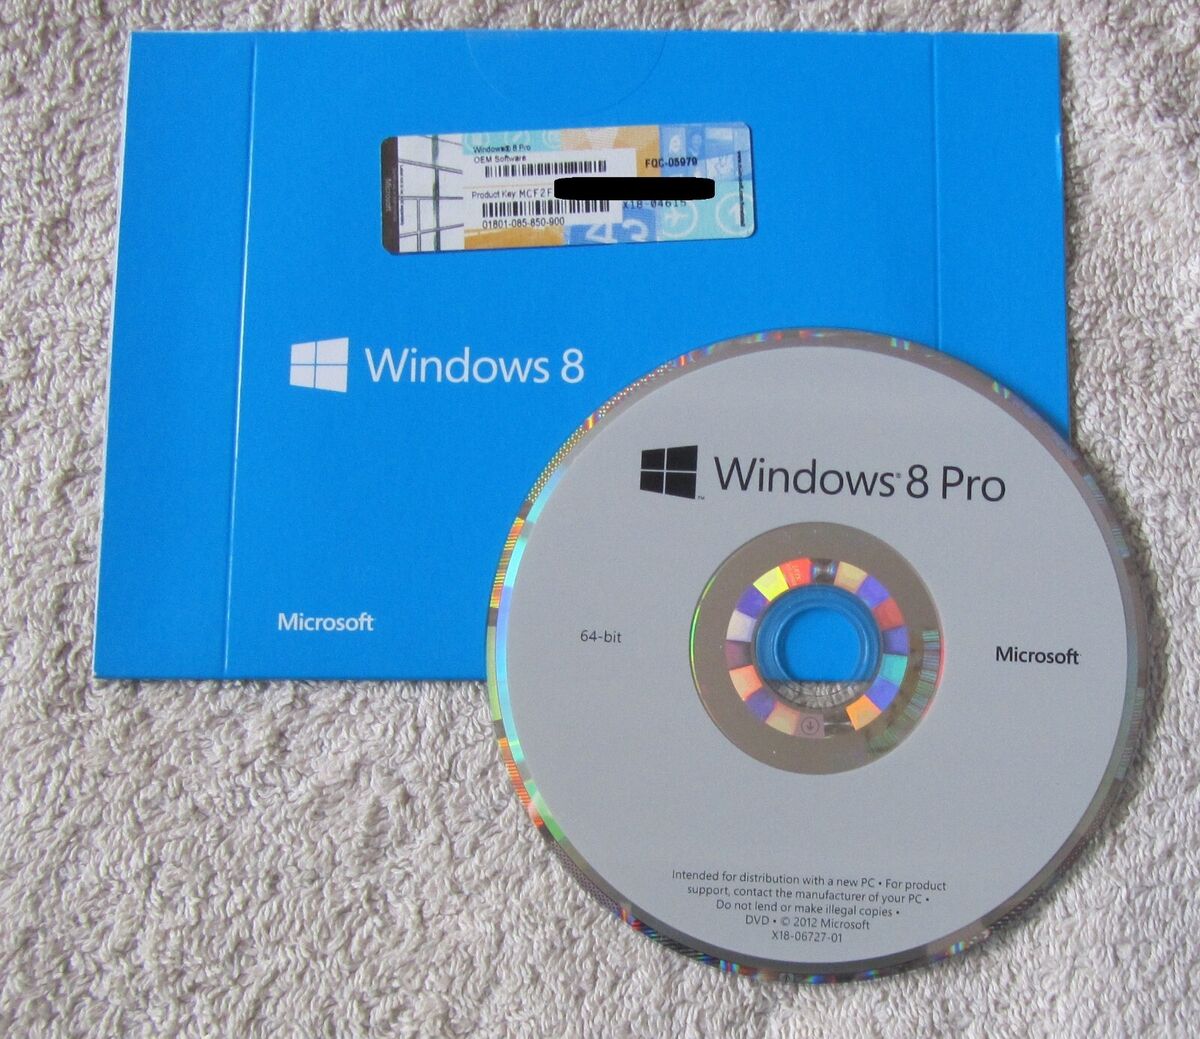 Windows® 8 Pro
OEM Software
FQC-05979
Product Key: MCF2F
X18-04615
01801-085-850-900
Windows 8
Microsoft
Windows® 8 Pro
64-bit
Microsoft
Intended for distribution with a new PC • For product
support, contact the manufacturer of your PC •
Do not lend or make illegal copies •
DVD • © 2012 Microsoft
X18-06727-01